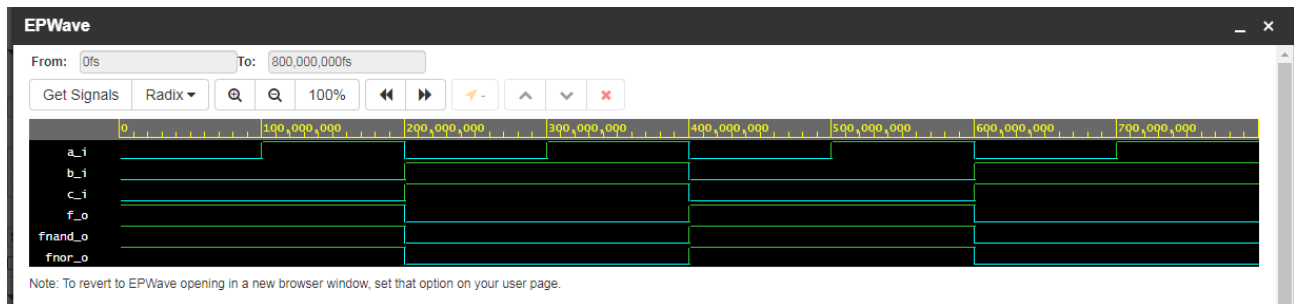 EPWave
From: 0fs To: 800,000,000fs
Get Signals Radix 100% -
0 100,000,000 200,000,000 300,000,000 400,000,000 500,000,000 600,000,000 700,000,000
a_i
b_i
c_i
f_o
fnand_o
fnor_o
Note: To revert to EPWave opening in a new browser window, set that option on your user page.